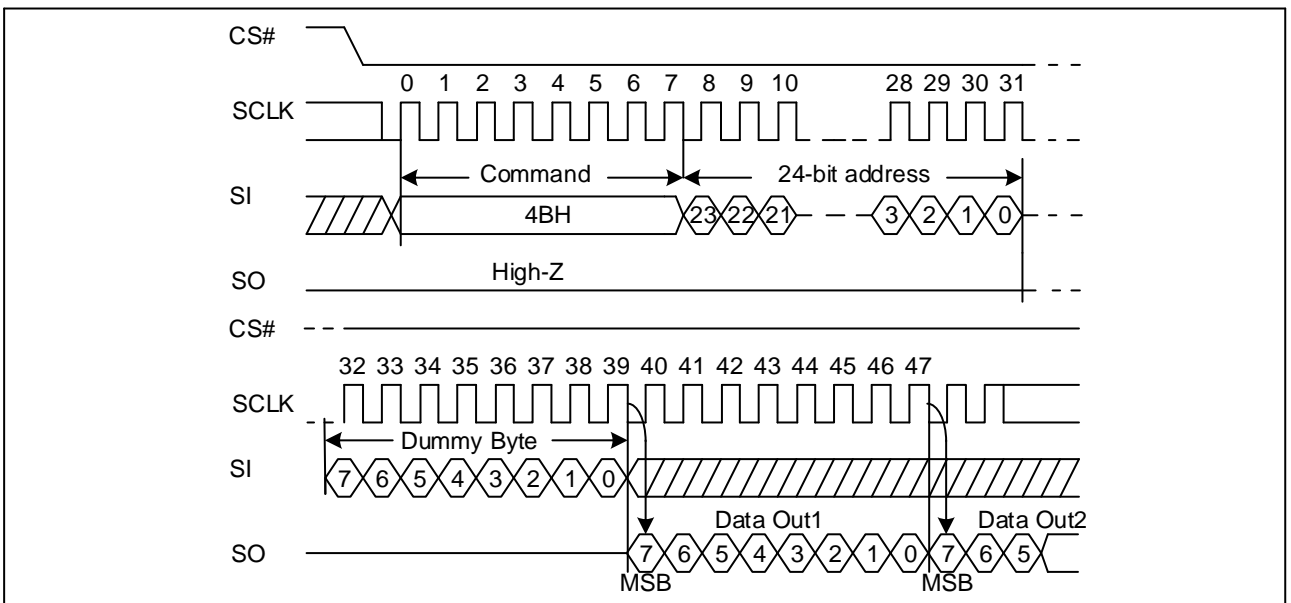 CS#
0 1 2 3 4 5 6 7 8 9 10 28 29 30 31
SCLK
Command 24-bit address
SI
4BH 23 22 21 3 2 1 0
High-Z
SO
CS#
32 33 34 35 36 37 38 39 40 41 42 43 44 45 46 47
SCLK
Dummy Byte
SI
7 6 5 4 3 2 1 0
Data Out1 Data Out2
SO
7 6 5 4 3 2 1 0 7 6 5
MSB MSB